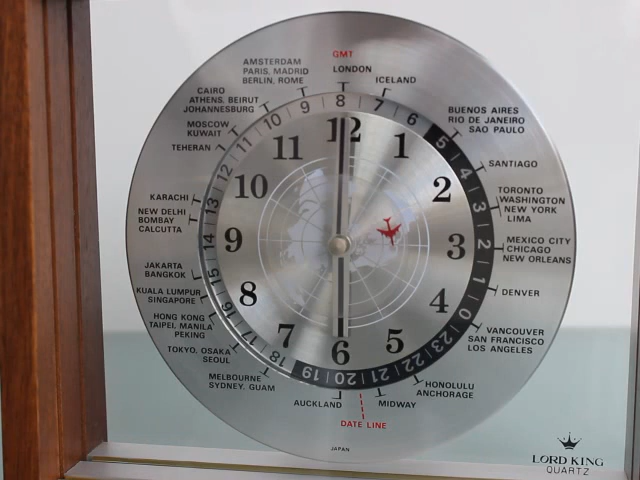 GMT
LONDON
ICELAND
AMSTERDAM
PARIS, MADRID
BERLIN, ROME
CAIRO
ATHENS, BEIRUT
JOHANNESBURG
MOSCOW
KUWAIT
TEHERAN
KARACHI
NEW DELHI
BOMBAY
CALCUTTA
JAKARTA
BANGKOK
KUALA LUMPUR
SINGAPORE
HONG KONG
TAIPEI, MANILA
PEKING
TOKYO, OSAKA
SEOUL
MELBOURNE
SYDNEY, GUAM
AUCKLAND
DATE LINE
MIDWAY
HONOLULU
ANCHORAGE
VANCOUVER
SAN FRANCISCO
LOS ANGELES
DENVER
MEXICO CITY
CHICAGO
NEW ORLEANS
TORONTO
WASHINGTON
NEW YORK
LIMA
SANTIAGO
BUENOS AIRES
RIO DE JANEIRO
SAO PAULO
8
7
6
5
4
3
2
1
0
23
22
21
20
19
18
17
16
15
14
13
12
11
10
9
12
1
2
3
4
5
6
7
8
9
10
11
JAPAN
LORD KING
QUARTZ